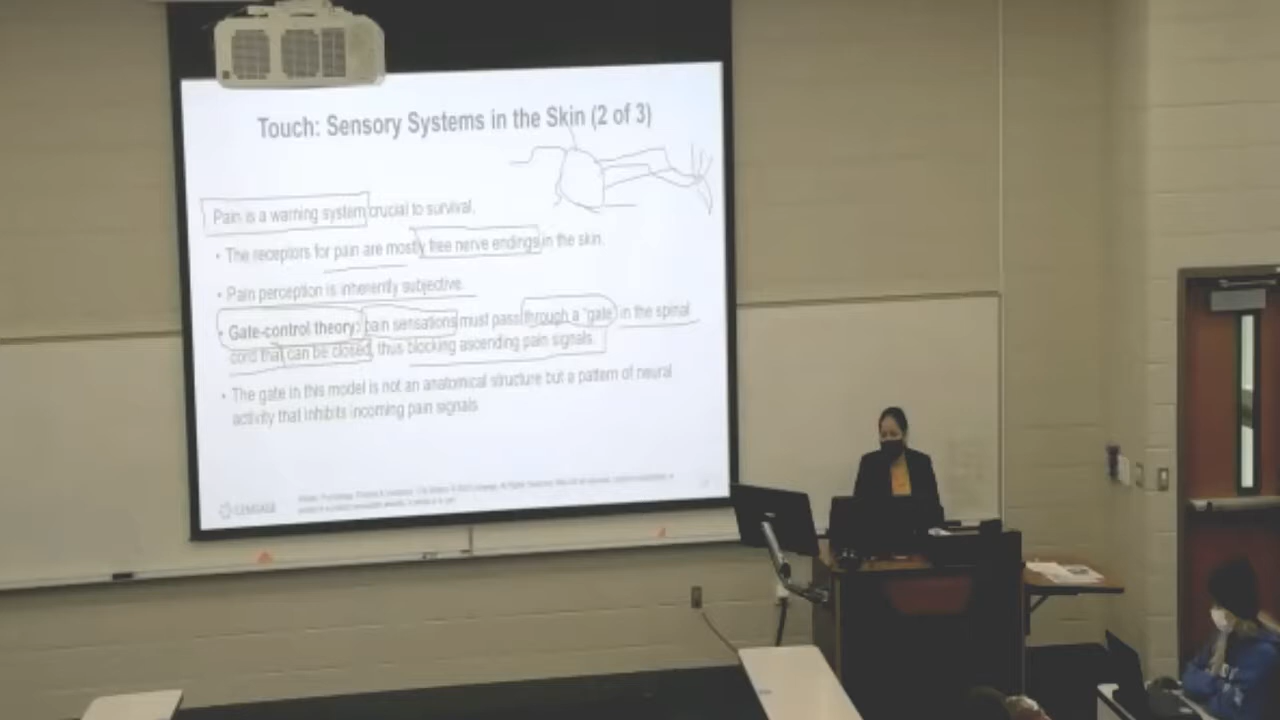 Touch: Sensory Systems in the Skin (2 of 3)
Pain is a warning system crucial to survival.
• The receptors for pain are mostly free nerve endings in the skin.
• Pain perception is inherently subjective.
• Gate-control theory: pain sensations must pass through a "gate" in the spinal
cord that can be closed, thus blocking ascending pain signals.
• The gate in this model is not an anatomical structure but a pattern of neural
activity that inhibits incoming pain signals
CENGAGE